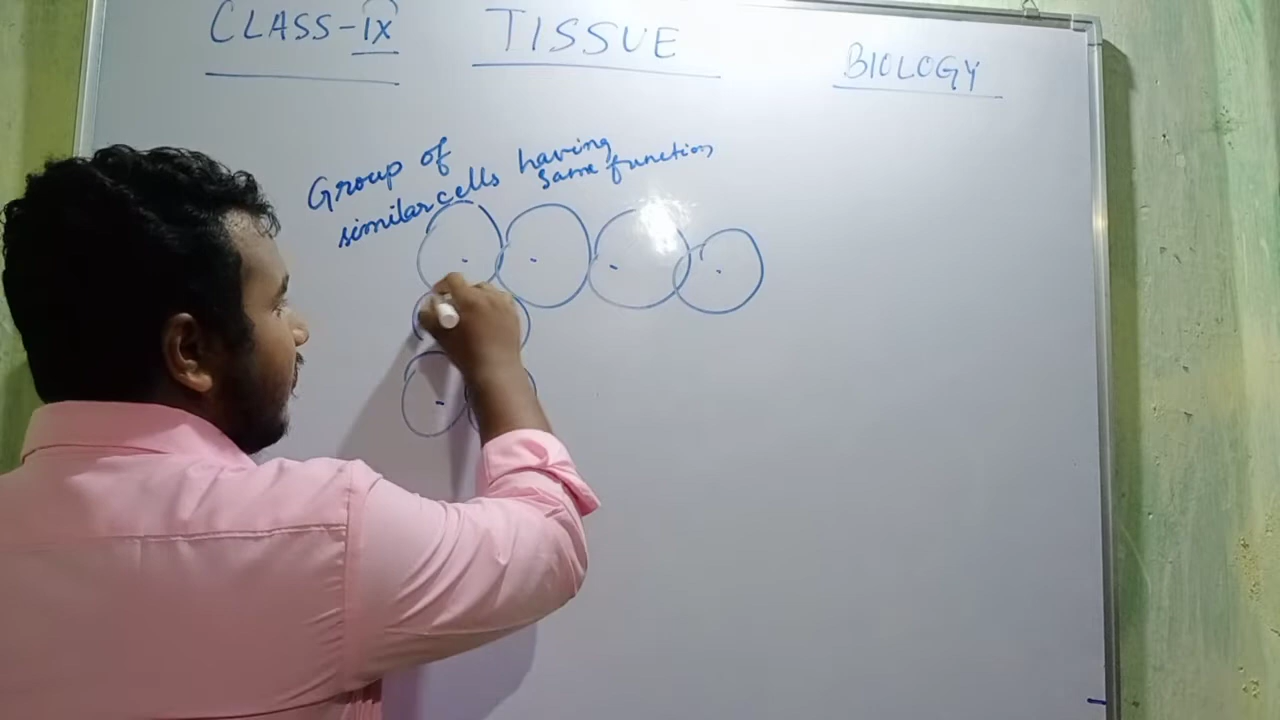 CLASS-IX
TISSUE
BIOLOGY
Group of
similar cells having
same function